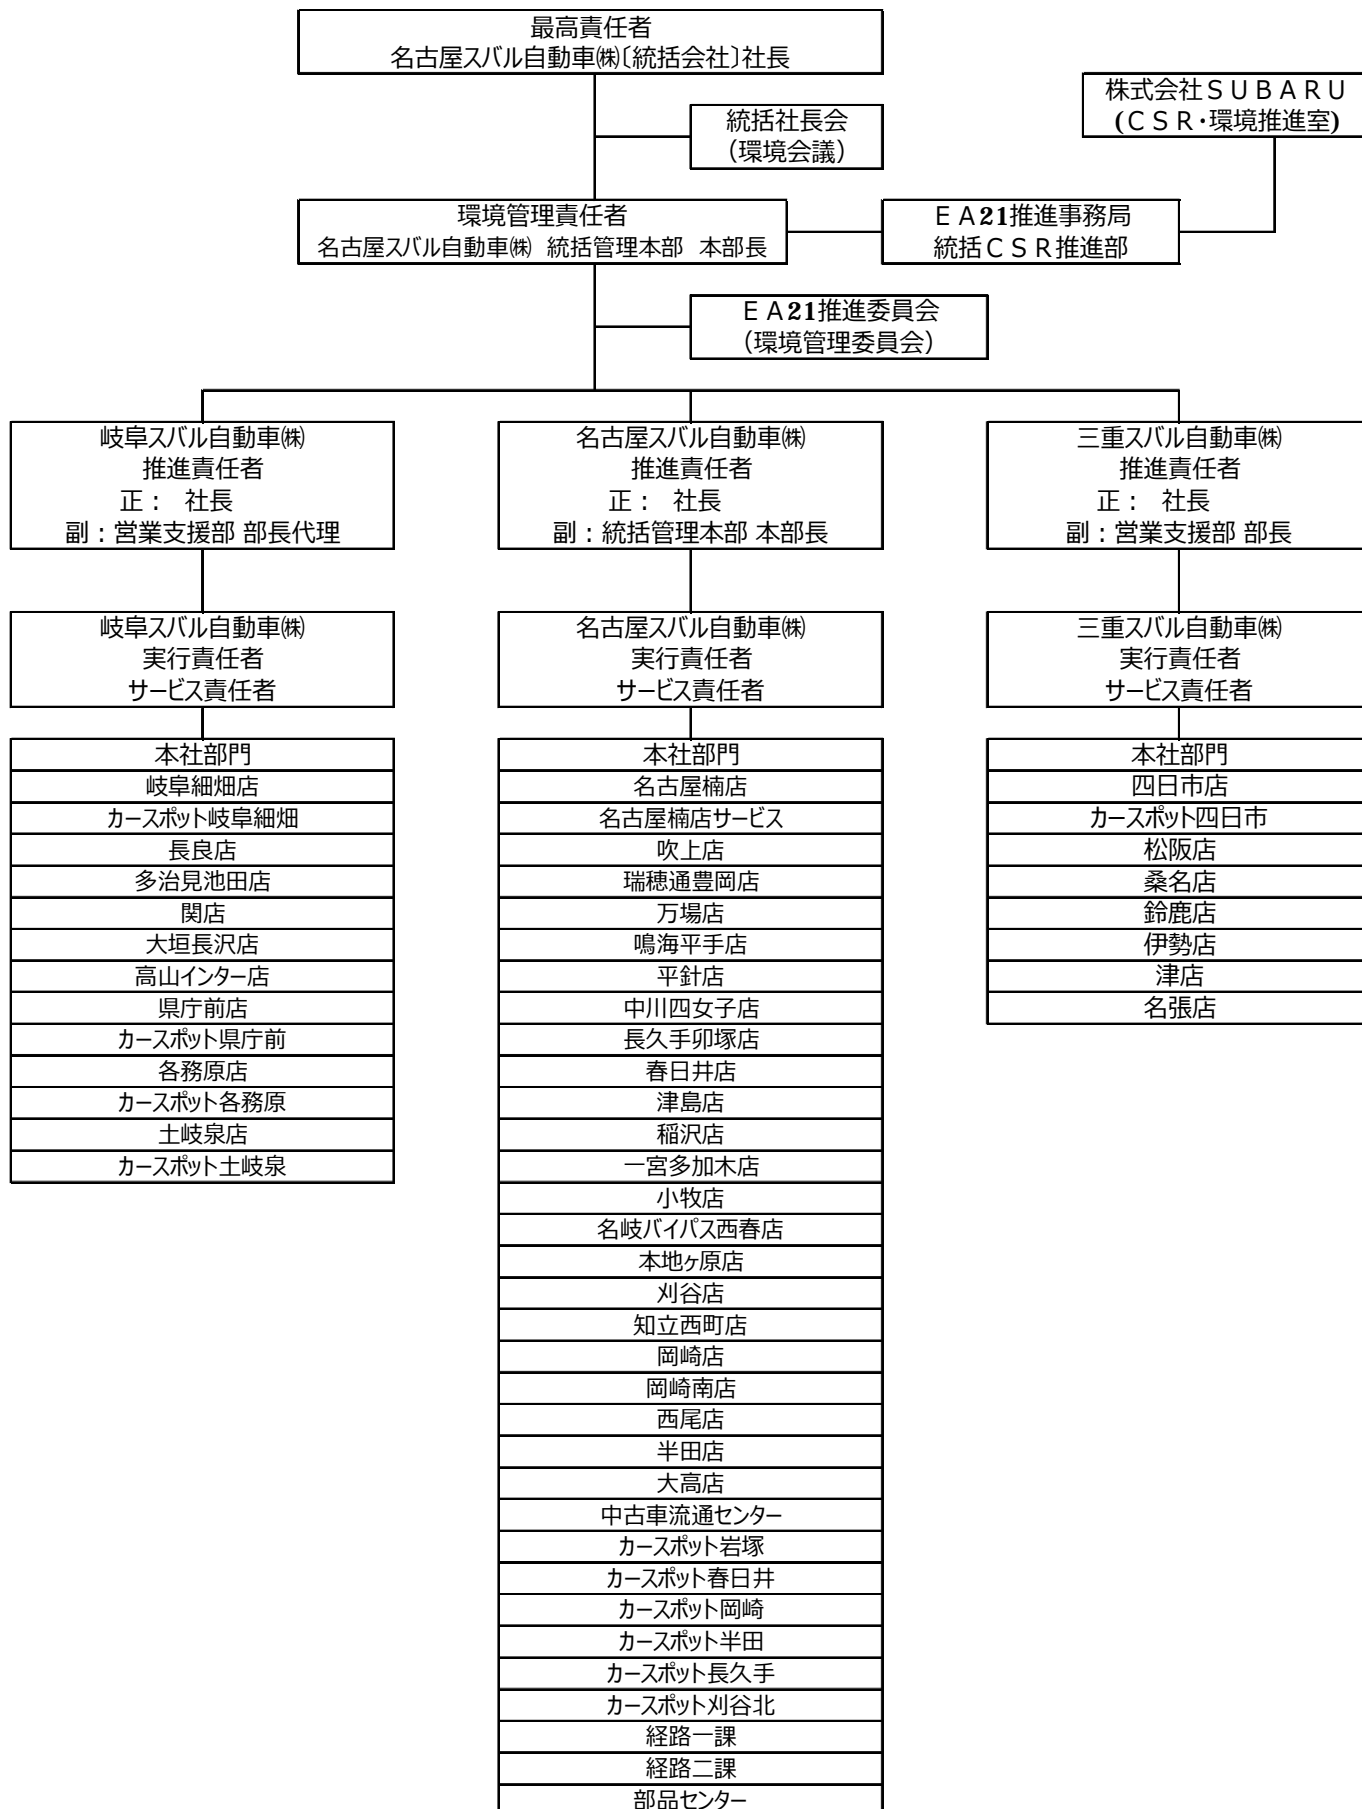 最高責任者
名古屋スバル自動車㈱〔統括会社〕社長
株式会社ＳＵＢＡＲＵ
(ＣＳＲ・環境推進室)
統括社長会
（環境会議）
環境管理責任者
名古屋スバル自動車㈱ 統括管理本部 本部長
ＥＡ21推進事務局
統括ＣＳＲ推進部
ＥＡ21推進委員会
（環境管理委員会）
岐阜スバル自動車㈱
推進責任者
正： 社長
副：営業支援部 部長代理
名古屋スバル自動車㈱
推進責任者
正： 社長
副：統括管理本部 本部長
三重スバル自動車㈱
推進責任者
正： 社長
副：営業支援部 部長
岐阜スバル自動車㈱
実行責任者
サービス責任者
名古屋スバル自動車㈱
実行責任者
サービス責任者
三重スバル自動車㈱
実行責任者
サービス責任者
本社部門
岐阜細畑店
カースポット岐阜細畑
長良店
多治見池田店
関店
大垣長沢店
高山インター店
県庁前店
カースポット県庁前
各務原店
カースポット各務原
土岐泉店
カースポット土岐泉
本社部門
名古屋楠店
名古屋楠店サービス
吹上店
瑞穂通豊岡店
万場店
鳴海平手店
平針店
中川四女子店
長久手卯塚店
春日井店
津島店
稲沢店
一宮多加木店
小牧店
名岐バイパス西春店
本地ヶ原店
刈谷店
知立西町店
岡崎店
岡崎南店
西尾店
半田店
大高店
中古車流通センター
カースポット岩塚
カースポット春日井
カースポット岡崎
カースポット半田
カースポット長久手
カースポット刈谷北
経路一課
経路二課
部品センター
本社部門
四日市店
カースポット四日市
松阪店
桑名店
鈴鹿店
伊勢店
津店
名張店